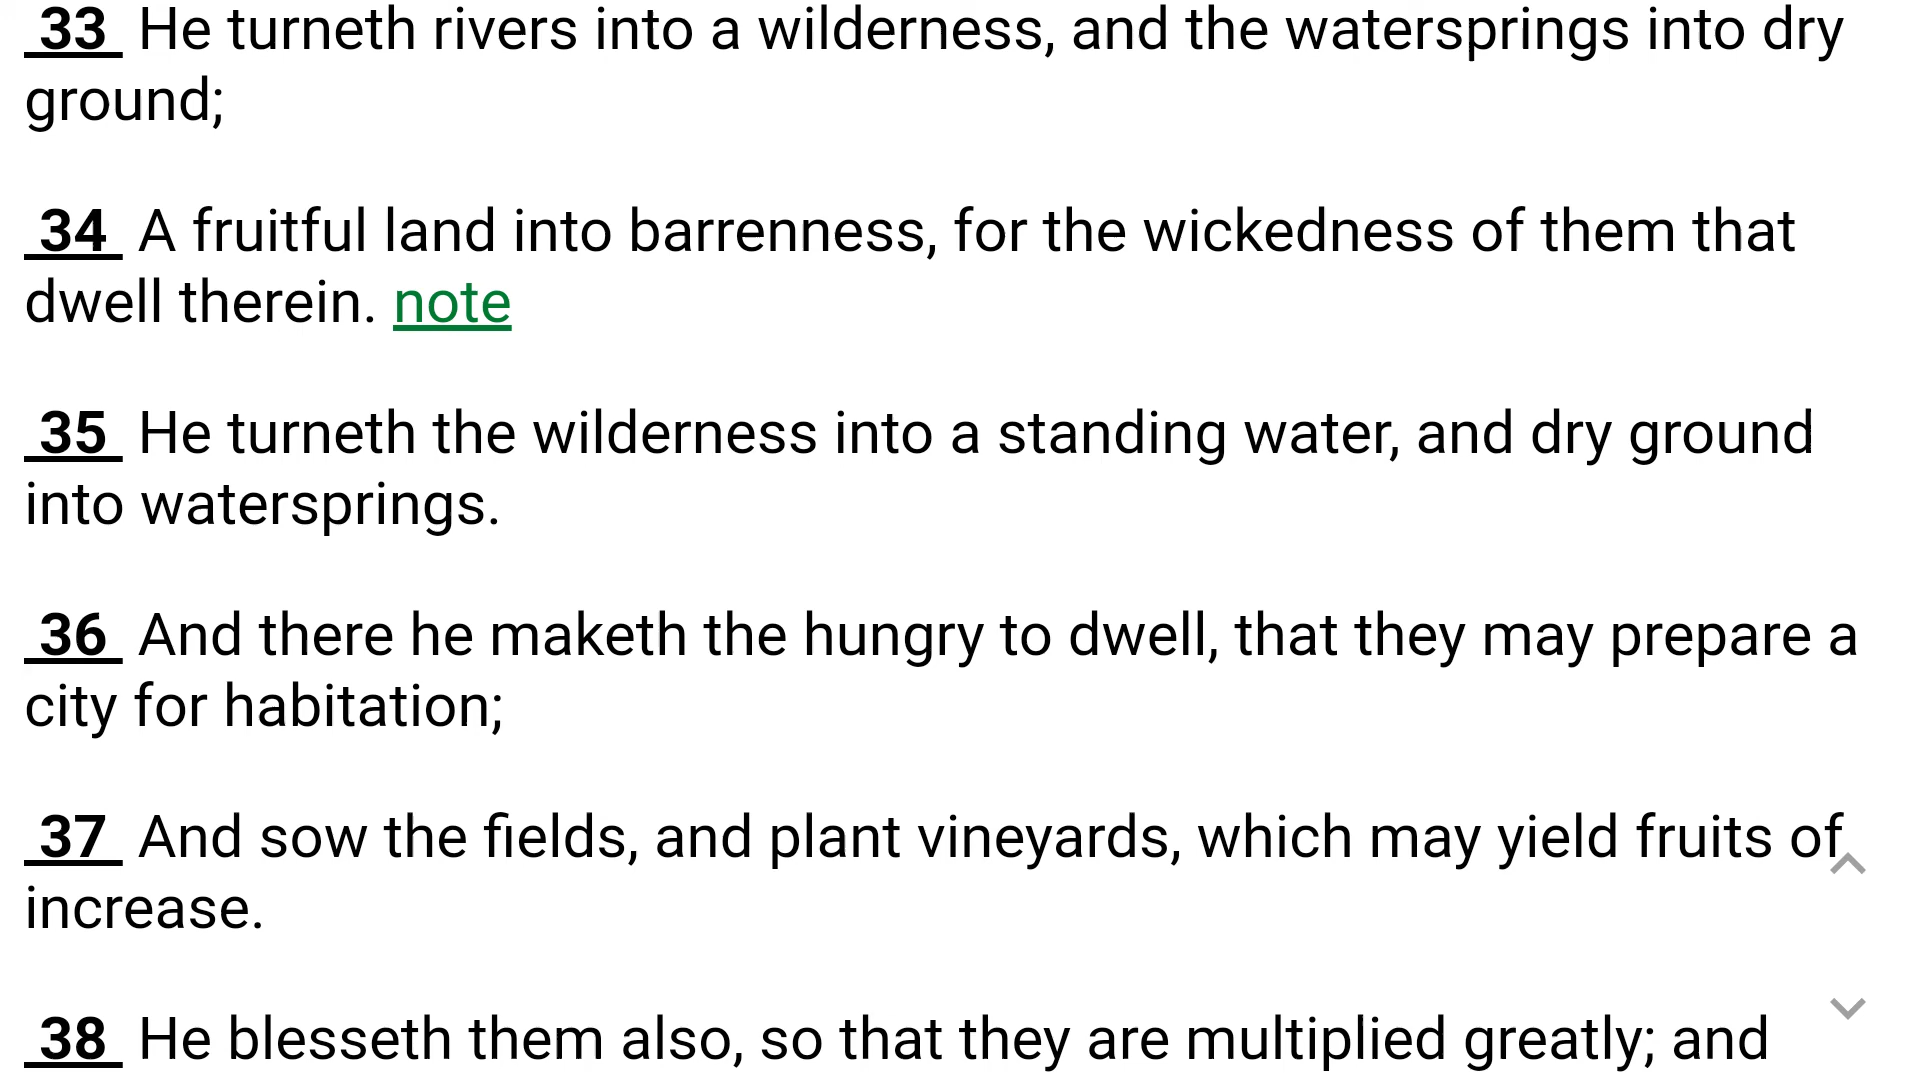 33 He turneth rivers into a wilderness, and the watersprings into dry
ground;
34 A fruitful land into barrenness, for the wickedness of them that
dwell therein. note
35 He turneth the wilderness into a standing water, and dry ground
into watersprings.
36 And there he maketh the hungry to dwell, that they may prepare a
city for habitation;
37 And sow the fields, and plant vineyards, which may yield fruits of
increase.
38 He blesseth them also, so that they are multiplied greatly; and